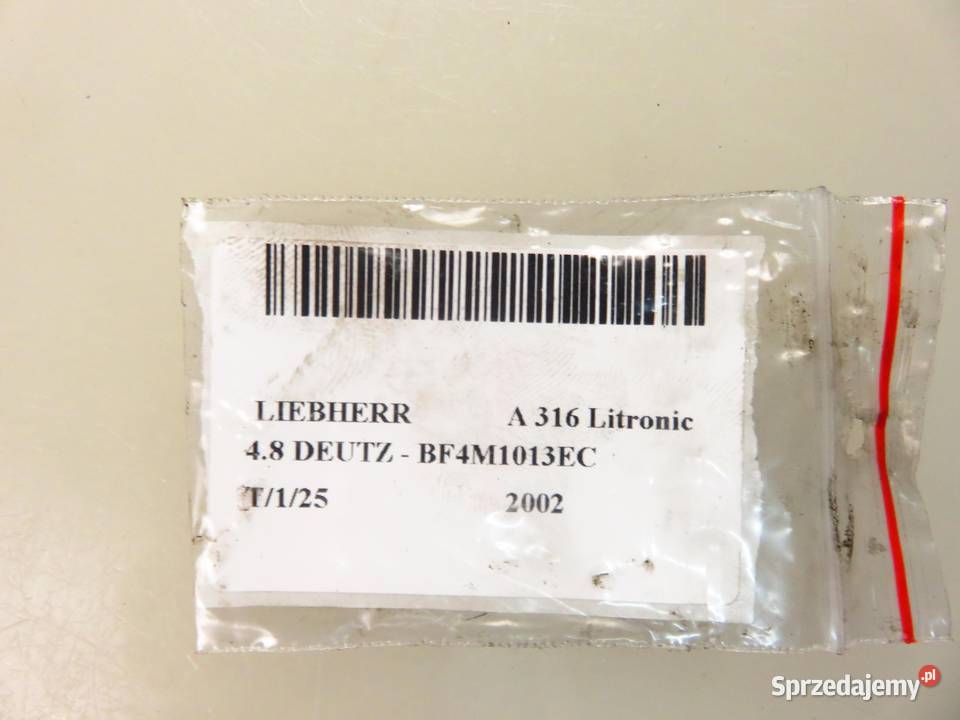 LIEBHERR A 316 Litronic
4.8 DEUTZ - BF4M1013EC
T/1/25 2002
Sprzedajemy.pl